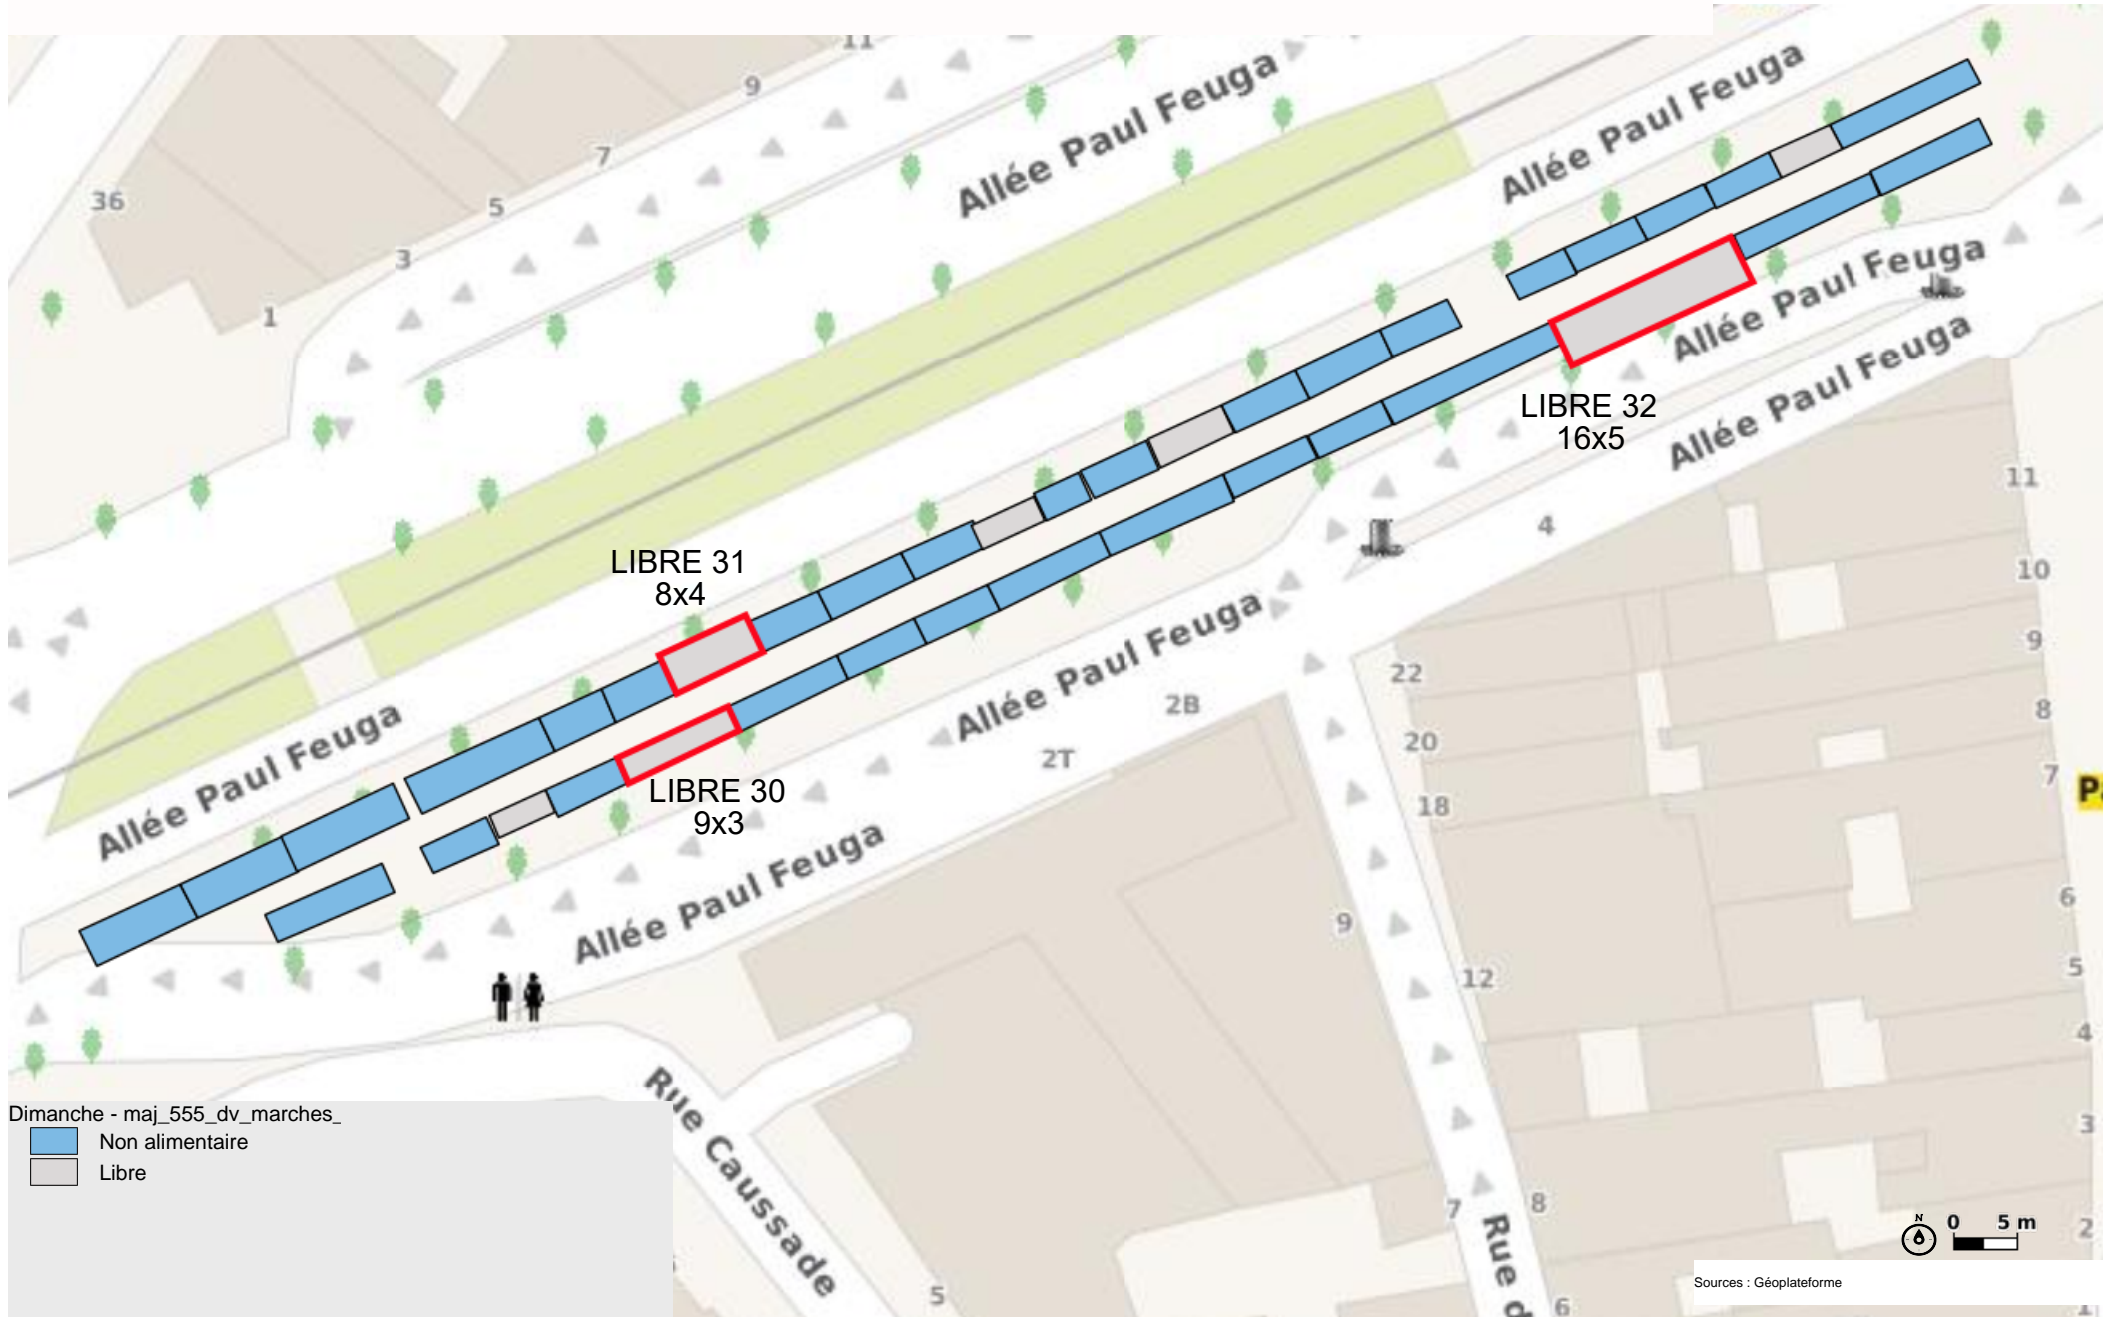 11
9
7
5
3
1
36
Allée Paul Feuga
Allée Paul Feuga
Allée Paul Feuga
Allée Paul Feuga
LIBRE 32
16x5
LIBRE 31
8x4
LIBRE 30
9x3
Allée Paul Feuga
Allée Paul Feuga
Allée Paul Feuga
2B
2T
4
22
20
18
12
9
7
8
6
5
11
10
9
8
7
6
5
4
3
2
1
Rue Caussade
Rue d
Dimanche - maj_555_dv_marches_
Non alimentaire
Libre
N
0 5 m
Sources : Géoplateforme